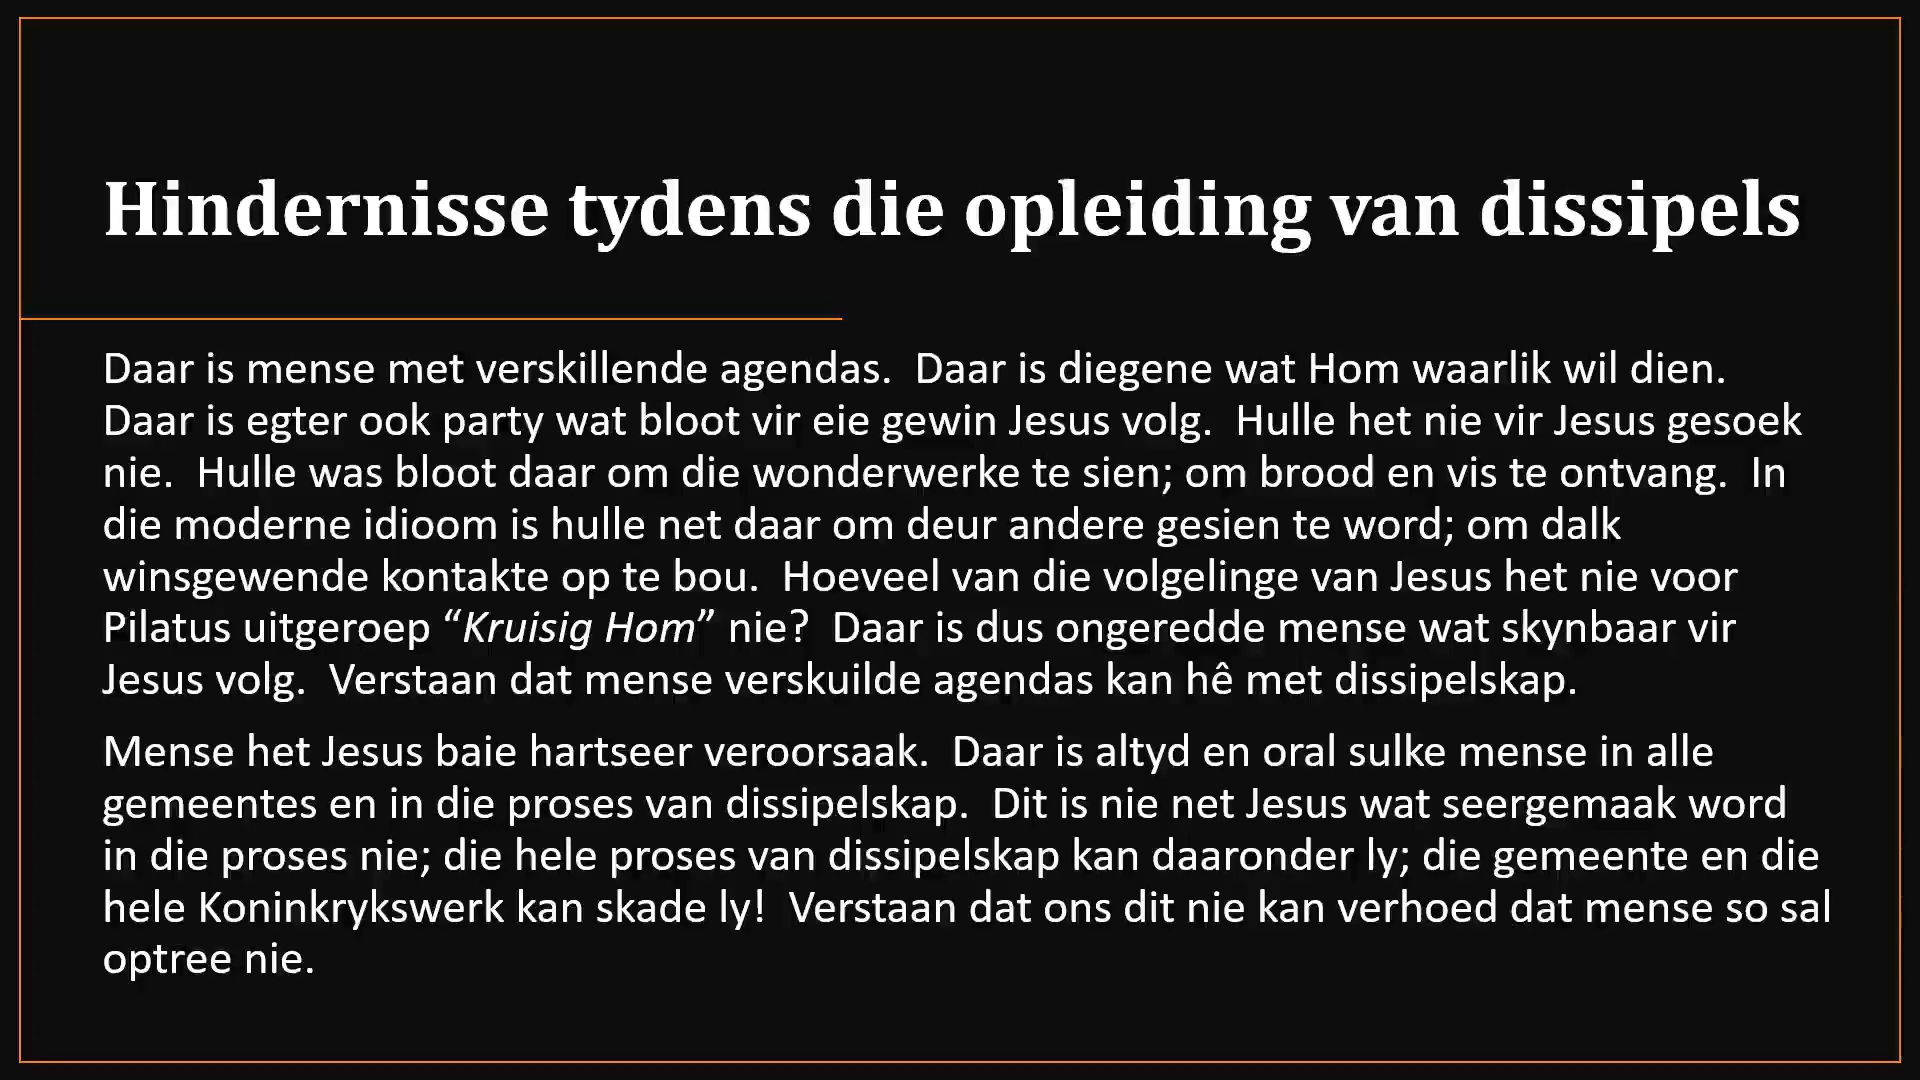 Hindernisse tydens die opleiding van dissipels
Daar is mense met verskillende agendas.  Daar is diegene wat Hom waarlik wil dien.
Daar is egter ook party wat bloot vir eie gewin Jesus volg.  Hulle het nie vir Jesus gesoek
nie.  Hulle was bloot daar om die wonderwerke te sien; om brood en vis te ontvang.  In
die moderne idioom is hulle net daar om deur andere gesien te word; om dalk
winsgewende kontakte op te bou.  Hoeveel van die volgelinge van Jesus het nie voor
Pilatus uitgeroep “Kruisig Hom” nie?  Daar is dus ongeredde mense wat skynbaar vir
Jesus volg.  Verstaan dat mense verskuilde agendas kan hê met dissipelskap.
Mense het Jesus baie hartseer veroorsaak.  Daar is altyd en oral sulke mense in alle
gemeentes en in die proses van dissipelskap.  Dit is nie net Jesus wat seergemaak word
in die proses nie; die hele proses van dissipelskap kan daaronder ly; die gemeente en die
hele Koninkrykswerk kan skade ly!  Verstaan dat ons dit nie kan verhoed dat mense so sal
optree nie.